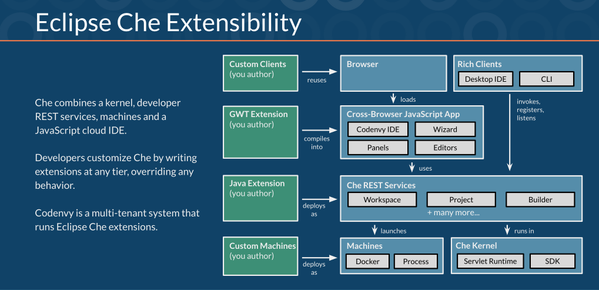 Eclipse Che Extensibility
Che combines a kernel, developer
REST services, machines and a
JavaScript cloud IDE.
Developers customize Che by writing
extensions at any tier, overriding any
behavior.
Codenvy is a multi-tenant system that
runs Eclipse Che extensions.
Custom Clients
(you author)
reuses
Browser
Rich Clients
Desktop IDE
CLI
loads
invokes,
registers,
listens
GWT Extension
(you author)
compiles
into
Cross-Browser JavaScript App
Codenvy IDE
Wizard
Panels
Editors
uses
Java Extension
(you author)
deploys
as
Che REST Services
Workspace
Project
Builder
+ many more...
launches
runs in
Custom Machines
(you author)
deploys
as
Machines
Docker
Process
Che Kernel
Servlet Runtime
SDK